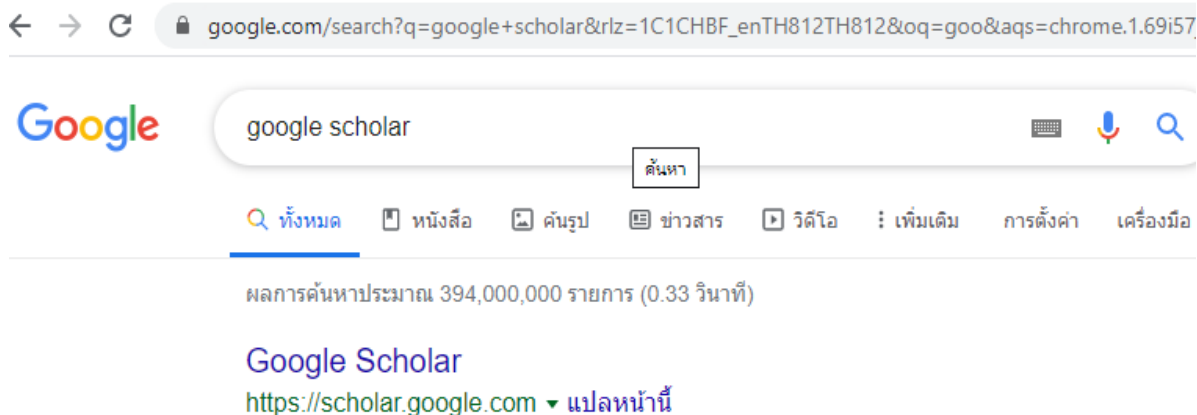 google.com/search?q=google+scholar&rlz=1C1CHBF_enTH812TH812&oq=goo&aqs=chrome.1.69i57
Google
google scholar
ค้นหา
ทั้งหมด หนังสือ ค้นรูป ข่าวสาร วิดีโอ เพิ่มเติม การตั้งค่า เครื่องมือ
ผลการค้นหาประมาณ 394,000,000 รายการ (0.33 วินาที)
Google Scholar
https://scholar.google.com ▾ แปลหน้านี้